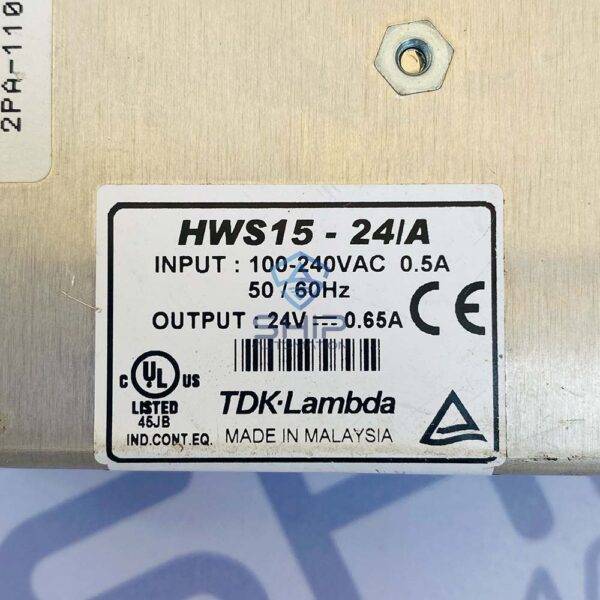 2PA-110
HWS15 - 24/A
INPUT : 100-240VAC 0.5A
50 / 60Hz
OUTPUT : 24V⎓0.65A
CE
SHIP
C UL US
LISTED
45JB
IND.CONT.EQ.
TDK·Lambda
MADE IN MALAYSIA